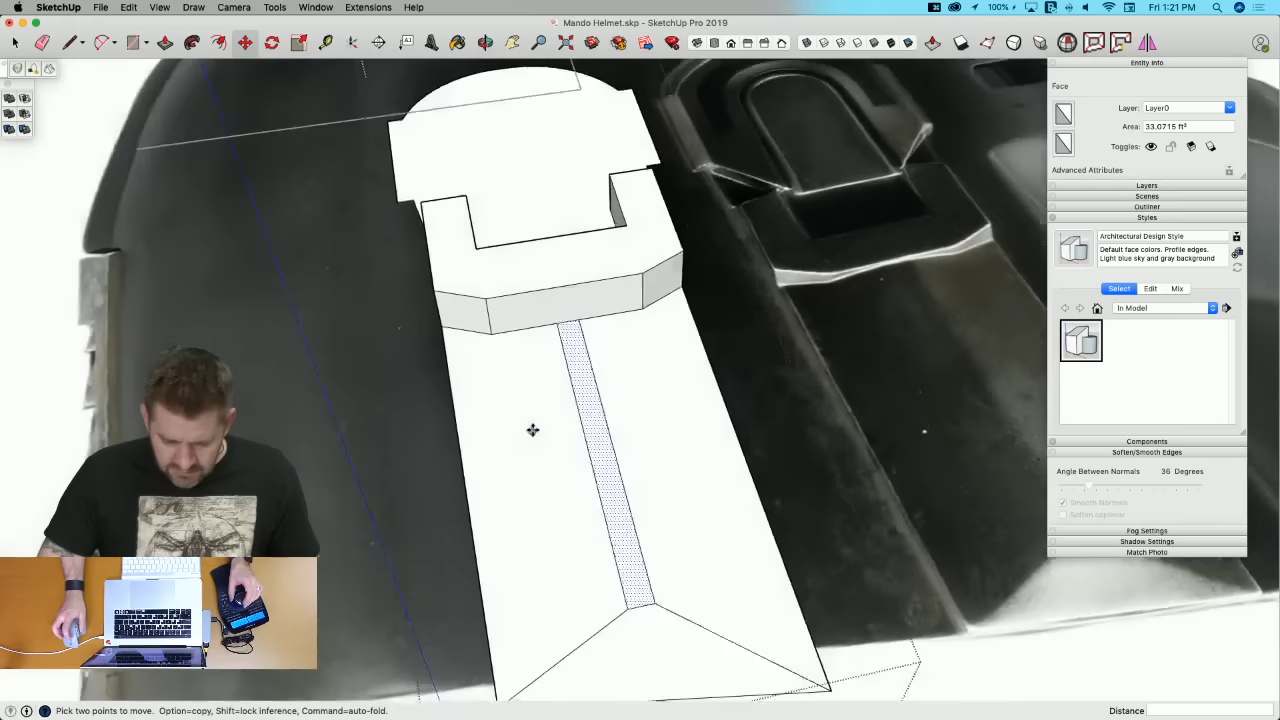 SketchUp File Edit View Draw Camera Tools Window Extensions Help
100% Fri 1:21 PM
Mando Helmet.skp - SketchUp Pro 2019
Entity Info
Face
Layer: Layer0
Area: 33.0715 ft²
Toggles:
Advanced Attributes
Layers
Scenes
Outliner
Styles
Architectural Design Style
Default face colors. Profile edges. Light blue sky and gray background
Select Edit Mix
In Model
Components
Soften/Smooth Edges
Angle Between Normals 36 Degrees
Smooth Normals
Soften coplanar
Fog Settings
Shadow Settings
Match Photo
Pick two points to move. Option=copy, Shift=lock inference, Command=auto-fold.
Distance